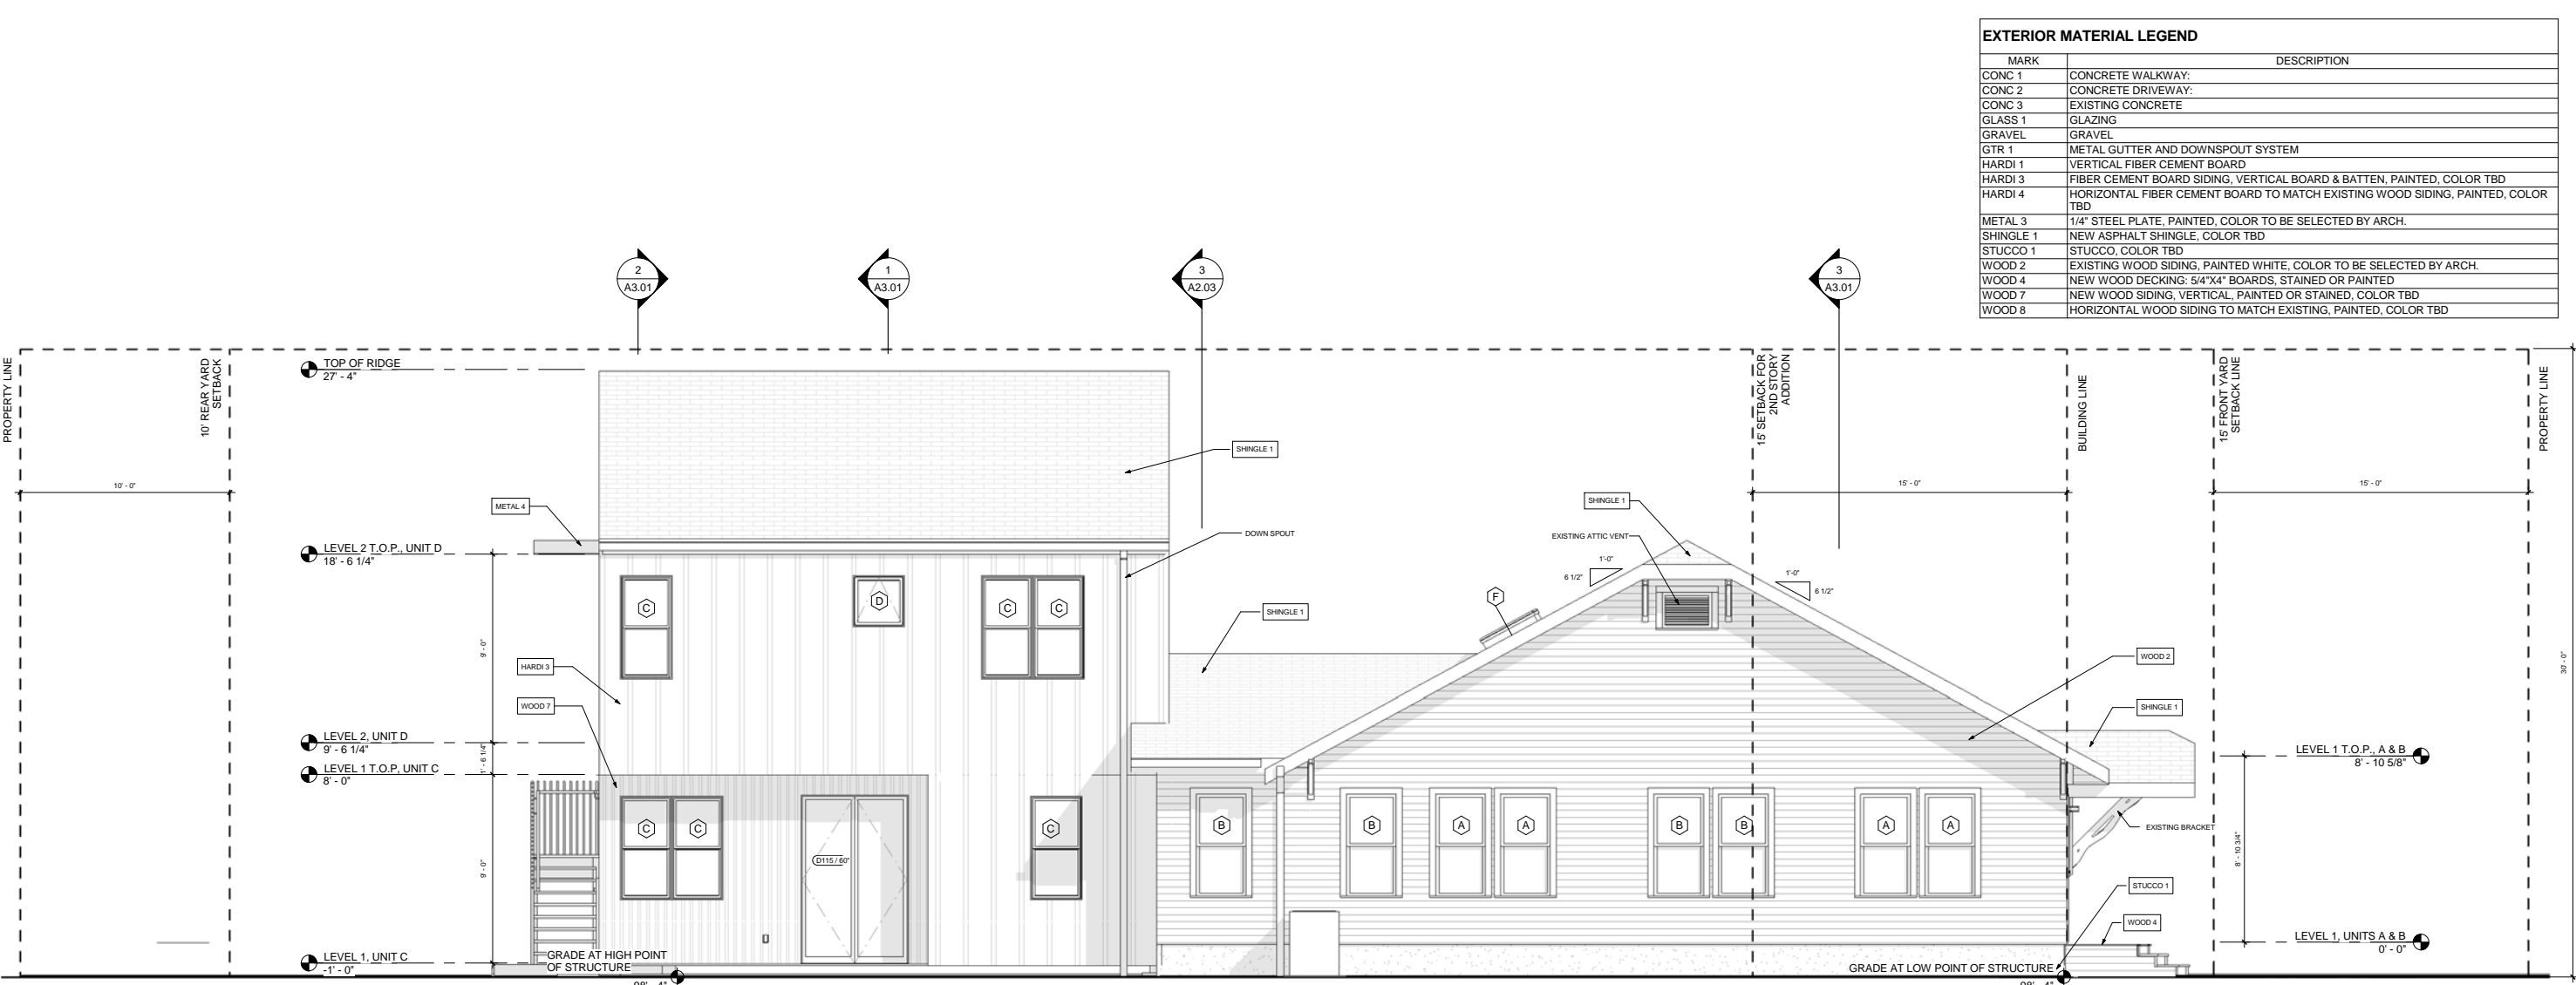 EXTERIOR MATERIAL LEGEND
MARK DESCRIPTION
CONC 1 CONCRETE WALKWAY:
CONC 2 CONCRETE DRIVEWAY:
CONC 3 EXISTING CONCRETE
GLASS 1 GLAZING
GRAVEL GRAVEL
GTR 1 METAL GUTTER AND DOWNSPOUT SYSTEM
HARDI 1 VERTICAL FIBER CEMENT BOARD
HARDI 3 FIBER CEMENT BOARD SIDING, VERTICAL BOARD & BATTEN, PAINTED, COLOR TBD
HARDI 4 HORIZONTAL FIBER CEMENT BOARD TO MATCH EXISTING WOOD SIDING, PAINTED, COLOR
TBD
METAL 3 1/4" STEEL PLATE, PAINTED, COLOR TO BE SELECTED BY ARCH.
SHINGLE 1 NEW ASPHALT SHINGLE, COLOR TBD
STUCCO 1 STUCCO, COLOR TBD
WOOD 2 EXISTING WOOD SIDING, PAINTED WHITE, COLOR TO BE SELECTED BY ARCH.
WOOD 4 NEW WOOD DECKING: 5/4"X4" BOARDS, STAINED OR PAINTED
WOOD 7 NEW WOOD SIDING, VERTICAL, PAINTED OR STAINED, COLOR TBD
WOOD 8 HORIZONTAL WOOD SIDING TO MATCH EXISTING, PAINTED, COLOR TBD
2
A3.01
1
A3.01
3
A2.03
3
A3.01
PROPERTY LINE
10' REAR YARD
SETBACK
TOP OF RIDGE
27' - 4"
15' SETBACK FOR
2ND STORY
ADDITION
BUILDING LINE
15' FRONT YARD
SETBACK LINE
PROPERTY LINE
SHINGLE 1
10' - 0"
15' - 0"
15' - 0"
METAL 4
SHINGLE 1
DOWN SPOUT
EXISTING ATTIC VENT
LEVEL 2 T.O.P., UNIT D
18' - 6 1/4"
1'-0"
6 1/2"
1'-0"
6 1/2"
C
D
C
C
F
SHINGLE 1
9' - 0"
HARDI 3
WOOD 2
30' - 0"
WOOD 7
SHINGLE 1
LEVEL 2, UNIT D
9' - 6 1/4"
1' - 6 1/4"
LEVEL 1 T.O.P, UNIT C
8' - 0"
LEVEL 1 T.O.P., A & B
8' - 10 5/8"
C
C
C
B
B
A
A
B
B
A
A
EXISTING BRACKET
D115 / 60"
9' - 0"
8' - 10 3/4"
STUCCO 1
WOOD 4
LEVEL 1, UNITS A & B
0' - 0"
LEVEL 1, UNIT C
-1' - 0"
GRADE AT HIGH POINT
OF STRUCTURE
98' - 4"
GRADE AT LOW POINT OF STRUCTURE
98' - 4"